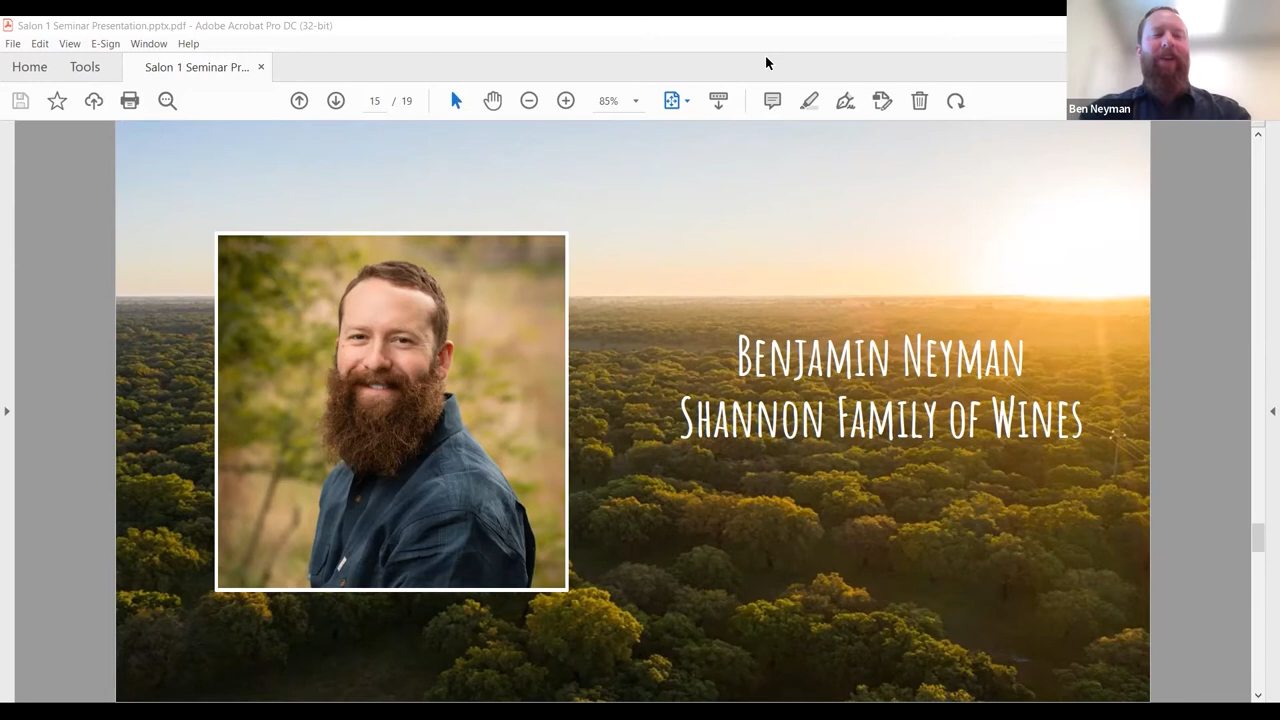 Salon 1 Seminar Presentation.pptx.pdf - Adobe Acrobat Pro DC (32-bit)
File Edit View E-Sign Window Help
Home Tools Salon 1 Seminar Pr... ×
15 / 19 85%
Ben Neyman
Benjamin Neyman
Shannon Family of Wines